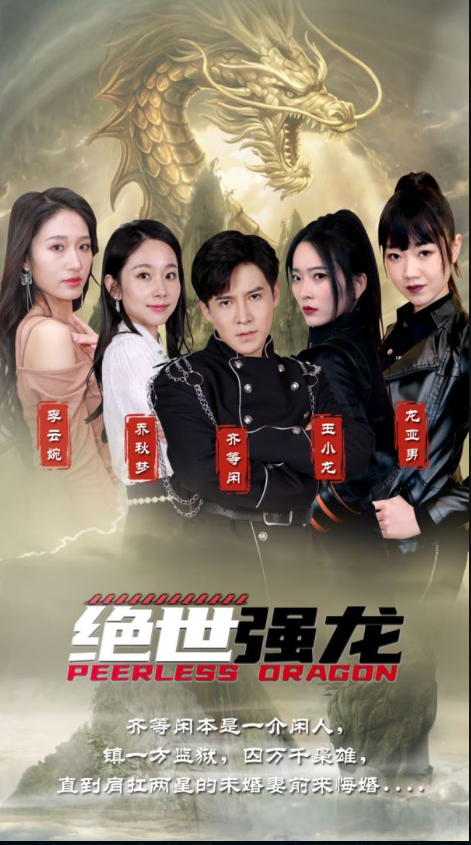 李云婉
乔秋梦
齐等闲
玉小龙
龙亚男
绝世强龙
PEERLESS DRAGON
齐等闲本是一介闲人，
镇一方监狱，囚万千枭雄，
直到肩扛两星的未婚妻前来悔婚....